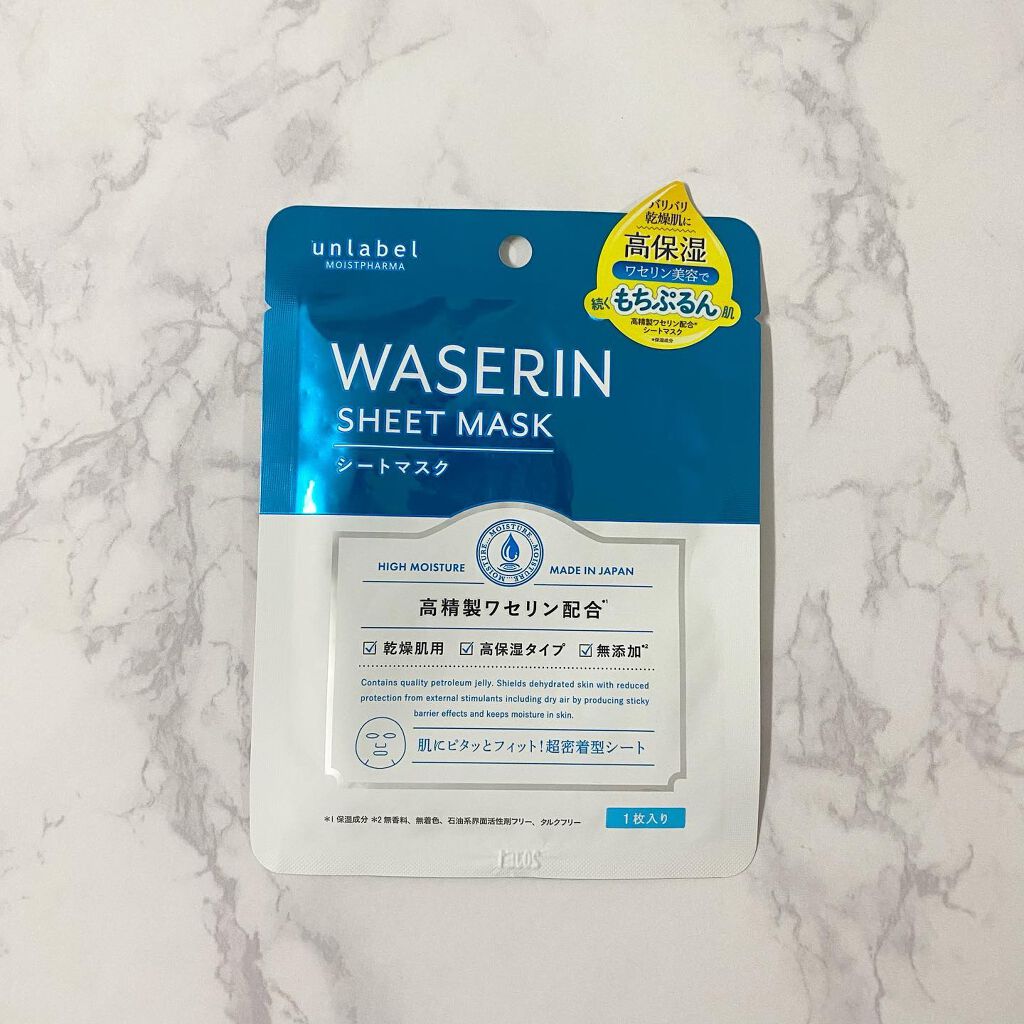 unlabel
MOISTPHARMA
バリバリ
乾燥肌に
高保湿
ワセリン美容で
続くもちぷるん肌
高精製ワセリン配合*
シートマスク
*保湿成分
WASERIN
SHEET MASK
シートマスク
MOISTURE... MOISTURE... MOISTURE...
HIGH MOISTURE MADE IN JAPAN
高精製ワセリン配合*1
☑ 乾燥肌用 ☑ 高保湿タイプ ☑ 無添加*2
Contains quality petroleum jelly. Shields dehydrated skin with reduced
protection from external stimulants including dry air by producing sticky
barrier effects and keeps moisture in skin.
肌にピタッとフィット!超密着型シート
*1 保湿成分 *2 無香料、無着色、石油系界面活性剤フリー、タルクフリー
1枚入り